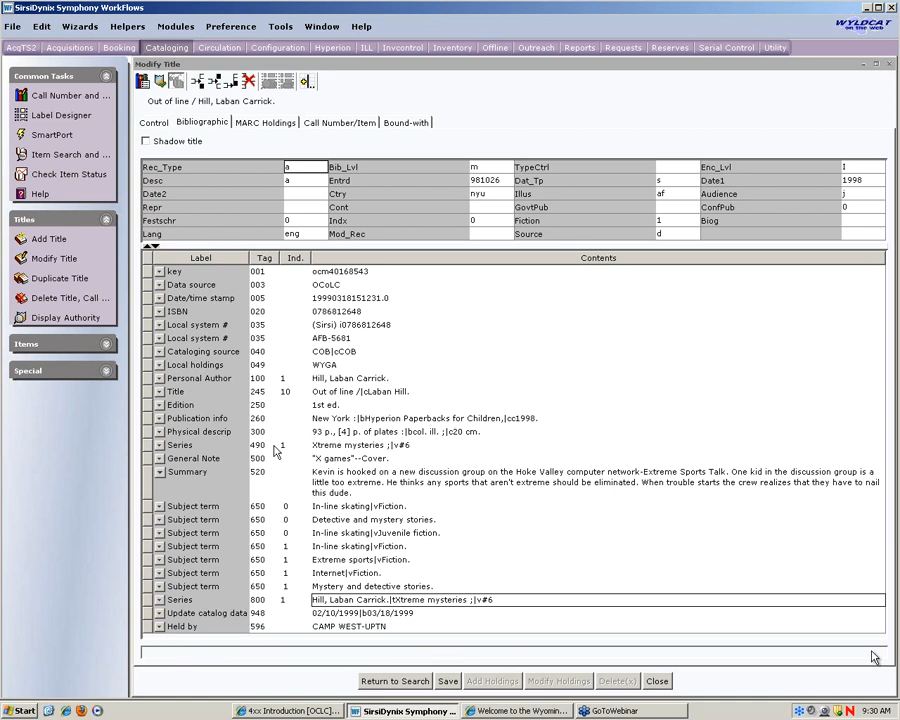 SirsiDynix Symphony WorkFlows
File Edit Wizards Helpers Modules Preference Tools Window Help
WYLDCAT
on the web
AcqTS2 Acquisitions Booking Cataloging Circulation Configuration Hyperion ILL Invcontrol Inventory Offline Outreach Reports Requests Reserves Serial Control Utility
Common Tasks
Call Number and ...
Label Designer
SmartPort
Item Search and ...
Check Item Status
Help
Titles
Add Title
Modify Title
Duplicate Title
Delete Title, Call ...
Display Authority
Items
Special
Modify Title
Out of line / Hill, Laban Carrick.
Control Bibliographic MARC Holdings Call Number/Item Bound-with
Shadow title
Rec_Type a Bib_Lvl m TypeCtrl Enc_Lvl I
Desc a Entrd 981026 Dat_Tp s Date1 1998
Date2 Ctry nyu Illus af Audience j
Repr Cont GovtPub ConfPub 0
Festschr 0 Indx 0 Fiction 1 Biog
Lang eng Mod_Rec Source d
Label Tag Ind. Contents
key 001 ocm40168543
Data source 003 OCoLC
Date/time stamp 005 19990318151231.0
ISBN 020 0786812648
Local system # 035 (Sirsi) i0786812648
Local system # 035 AFB-5681
Cataloging source 040 COB|cCOB
Local holdings 049 WYGA
Personal Author 100 1 Hill, Laban Carrick.
Title 245 10 Out of line /|cLaban Hill.
Edition 250 1st ed.
Publication info 260 New York :|bHyperion Paperbacks for Children,|cc1998.
Physical descrip 300 93 p., [4] p. of plates :|bcol. ill. ;|c20 cm.
Series 490 1 Xtreme mysteries ;|v#6
General Note 500 "X games"--Cover.
Summary 520 Kevin is hooked on a new discussion group on the Hoke Valley computer network-Extreme Sports Talk. One kid in the discussion group is a
little too extreme. He thinks any sports that aren't extreme should be eliminated. When trouble starts the crew realizes that they have to nail
this dude.
Subject term 650 0 In-line skating|vFiction.
Subject term 650 0 Detective and mystery stories.
Subject term 650 0 In-line skating|vJuvenile fiction.
Subject term 650 1 In-line skating|vFiction.
Subject term 650 1 Extreme sports|vFiction.
Subject term 650 1 Internet|vFiction.
Subject term 650 1 Mystery and detective stories.
Series 800 1 Hill, Laban Carrick.|tXtreme mysteries ;|v#6
Update catalog data 948 02/10/1999|b03/18/1999
Held by 596 CAMP WEST-UPTN
Return to Search Save Add Holdings Modify Holdings Delete(x) Close
Start 4xx Introduction [OCLC]... SirsiDynix Symphony ... Welcome to the Wyomin... GoToWebinar 9:30 AM